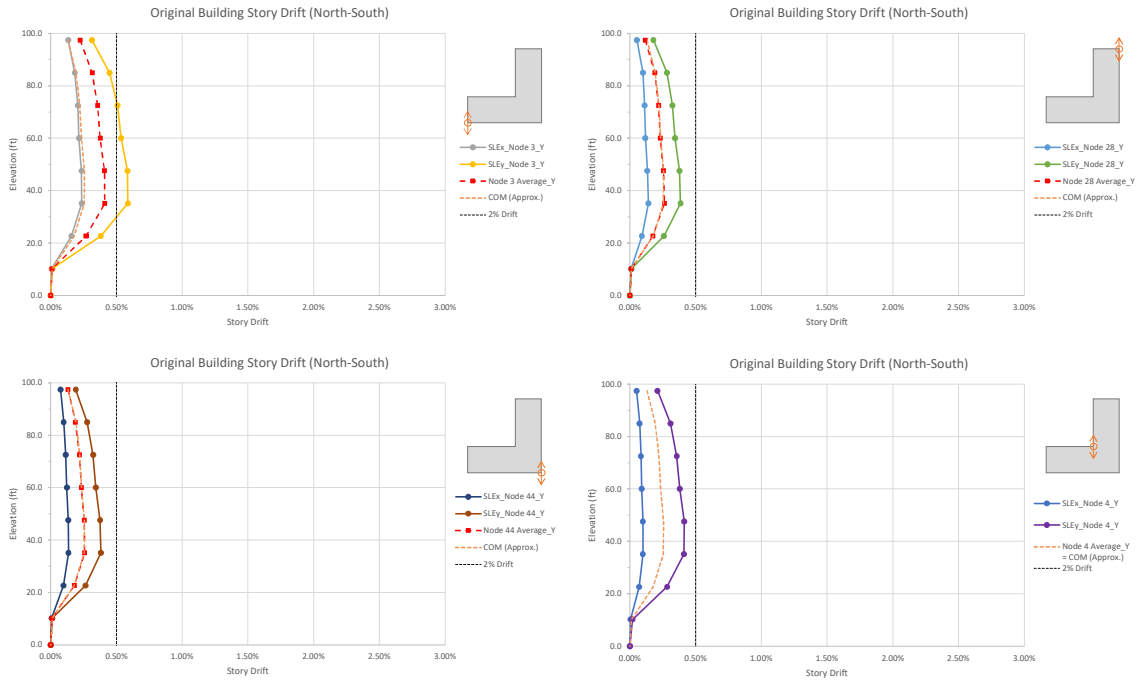 Original Building Story Drift (North-South)
100.0
80.0
60.0
40.0
20.0
0.0
Elevation (ft)
0.00%
0.50%
1.00%
1.50%
2.00%
2.50%
3.00%
Story Drift
SLEx_Node 3_Y
SLEy_Node 3_Y
Node 3 Average_Y
COM (Approx.)
2% Drift
Original Building Story Drift (North-South)
100.0
80.0
60.0
40.0
20.0
0.0
Elevation (ft)
0.00%
0.50%
1.00%
1.50%
2.00%
2.50%
3.00%
Story Drift
SLEx_Node 28_Y
SLEy_Node 28_Y
Node 28 Average_Y
COM (Approx.)
2% Drift
Original Building Story Drift (North-South)
100.0
80.0
60.0
40.0
20.0
0.0
Elevation (ft)
0.00%
0.50%
1.00%
1.50%
2.00%
2.50%
3.00%
Story Drift
SLEx_Node 44_Y
SLEy_Node 44_Y
Node 44 Average_Y
COM (Approx.)
2% Drift
Original Building Story Drift (North-South)
100.0
80.0
60.0
40.0
20.0
0.0
Elevation (ft)
0.00%
0.50%
1.00%
1.50%
2.00%
2.50%
3.00%
Story Drift
SLEx_Node 4_Y
SLEy_Node 4_Y
Node 4 Average_Y
= COM (Approx.)
2% Drift